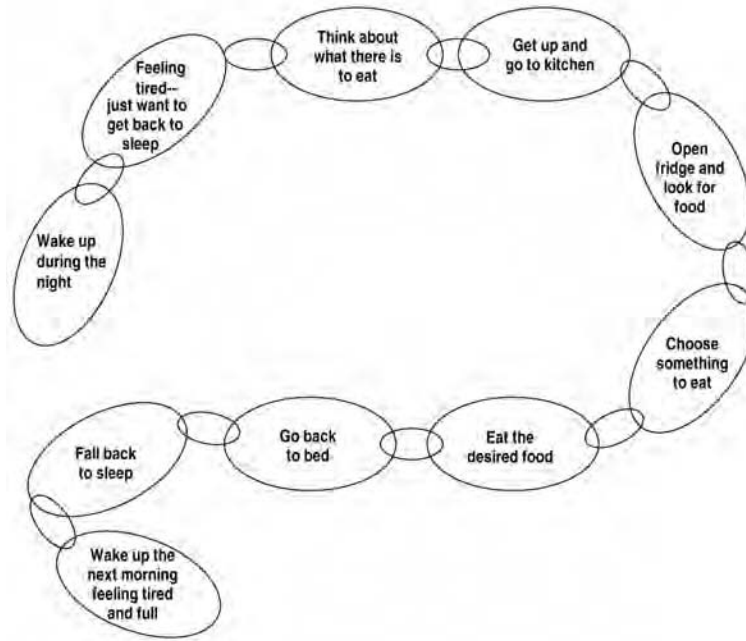 Wake up
during the
night
Feeling
tired—
just want to
get back to
sleep
Think about
what there is
to eat
Get up and
go to kitchen
Open
fridge and
look for
food
Choose
something
to eat
Eat the
desired food
Go back
to bed
Fall back
to sleep
Wake up the
next morning
feeling tired
and full